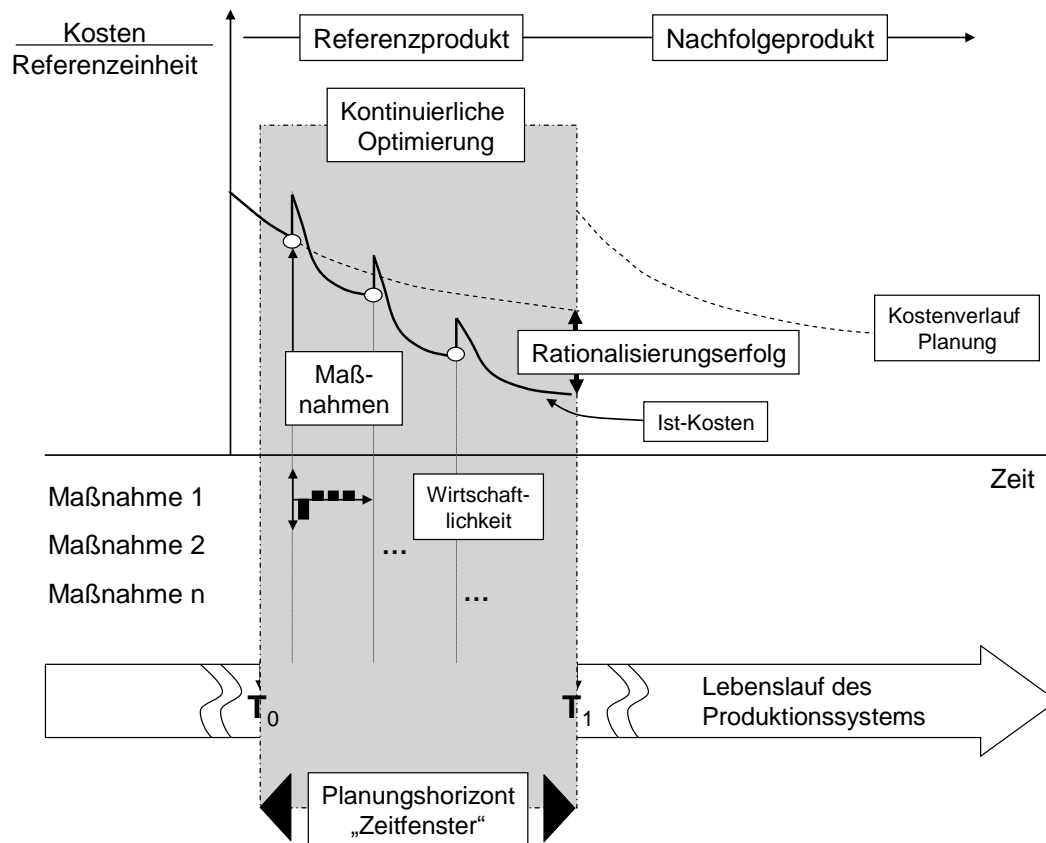 Kosten
Referenzeinheit
Referenzprodukt
Nachfolgeprodukt
Kontinuierliche
Optimierung
Kostenverlauf
Planung
Rationalisierungserfolg
Maß-
nahmen
Ist-Kosten
Zeit
Maßnahme 1
Wirtschaft-
lichkeit
Maßnahme 2
...
Maßnahme n
...
T0
T1
Lebenslauf des
Produktionssystems
Planungshorizont
„Zeitfenster“